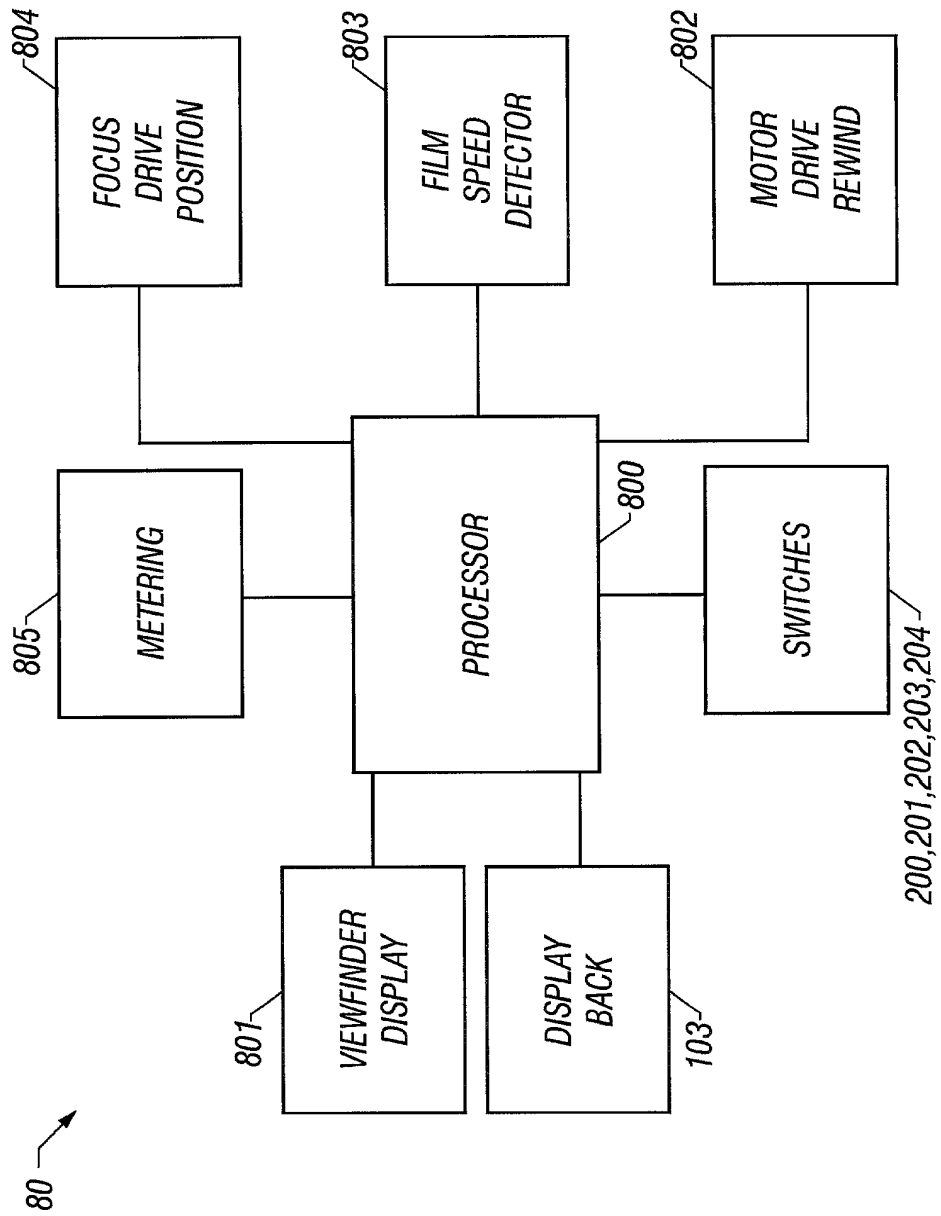 80
801
VIEWFINDER
DISPLAY
103
DISPLAY
BACK
805
METERING
PROCESSOR
800
SWITCHES
200,201,202,203,204
804
FOCUS
DRIVE
POSITION
803
FILM
SPEED
DETECTOR
802
MOTOR
DRIVE
REWIND